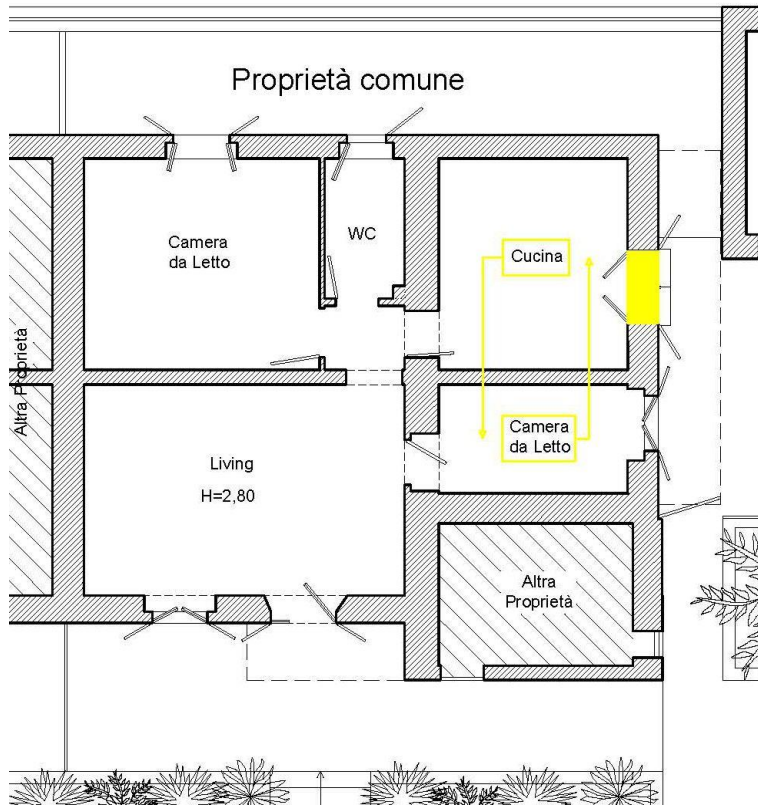 Proprietà comune
Camera
da Letto
WC
Cucina
Altra Proprietà
Living
H=2,80
Camera
da Letto
Altra
Proprietà